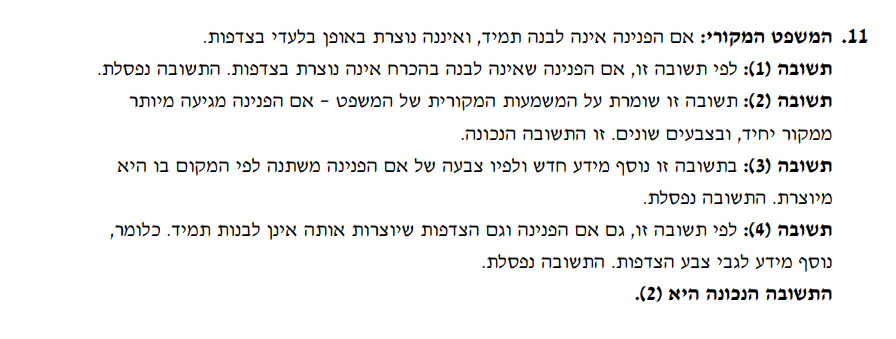 11. המשפט המקורי: אם הפנינה אינה לבנה תמיד, ואיננה נוצרת באופן בלעדי בצדפות.
תשובה (1): לפי תשובה זו, אם הפנינה שאינה לבנה בהכרח אינה נוצרת בצדפות. התשובה נפסלת.
תשובה (2): תשובה זו שומרת על המשמעות המקורית של המשפט – אם הפנינה מגיעה מיותר
ממקור יחיד, ובצבעים שונים. זו התשובה הנכונה.
תשובה (3): בתשובה זו נוסף מידע חדש ולפיו צבעה של אם הפנינה משתנה לפי המקום בו היא
מיוצרת. התשובה נפסלת.
תשובה (4): לפי תשובה זו, גם אם הפנינה וגם הצדפות שיוצרות אותה אינן לבנות תמיד. כלומר,
נוסף מידע לגבי צבע הצדפות. התשובה נפסלת.
התשובה הנכונה היא (2).